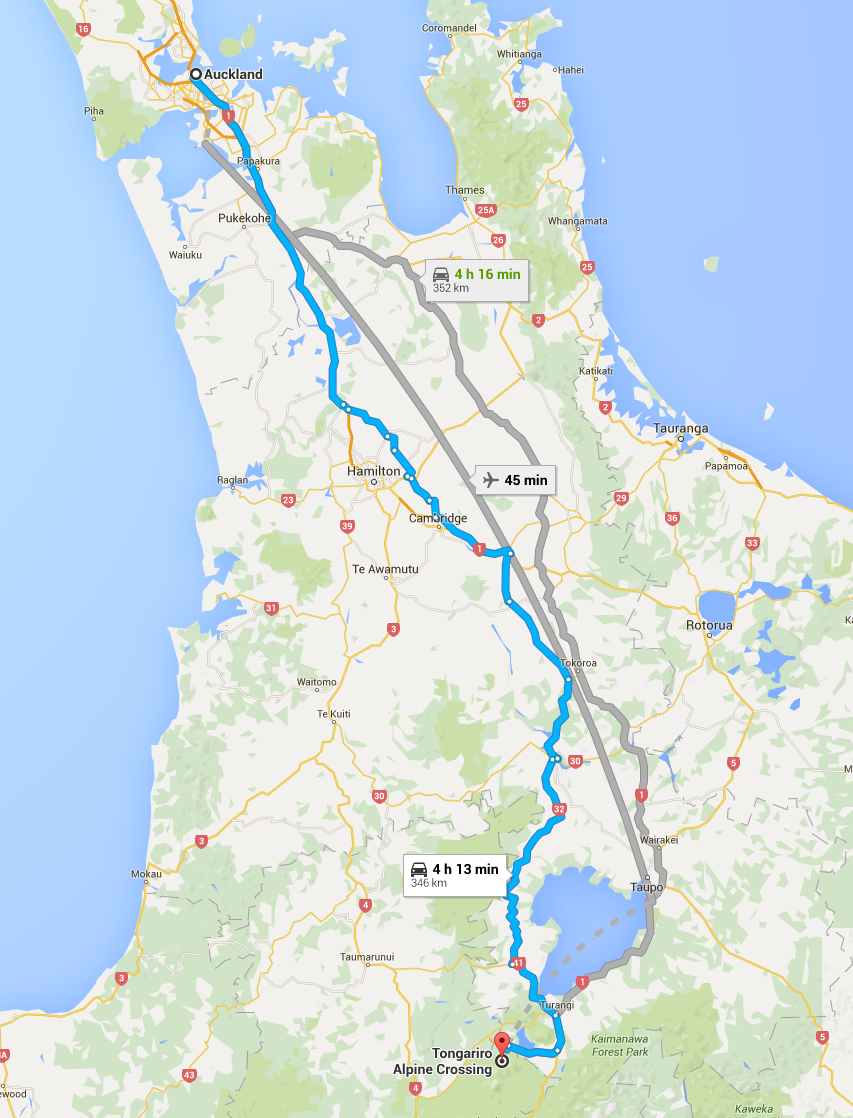 16
Coromandel
Whitianga
Auckland
Hahei
25
Piha
1
Papakura
Thames
25A
Pukekohe
Whangamata
26
Waiuku
25
4 h 16 min
352 km
2
Katikati
2
Tauranga
Papamoa
Hamilton
Raglan
45 min
23
29
39
Cambridge
36
33
1
Te Awamutu
31
3
Rotorua
Tokoroa
Waitomo
Te Kuiti
30
5
30
1
32
3
Wairakei
4 h 13 min
346 km
Mokau
Taupo
4
Taumarunui
41
3
1
Turangi
Kaimanawa
Forest Park
5
Tongariro
Alpine Crossing
43
4
Kaweka